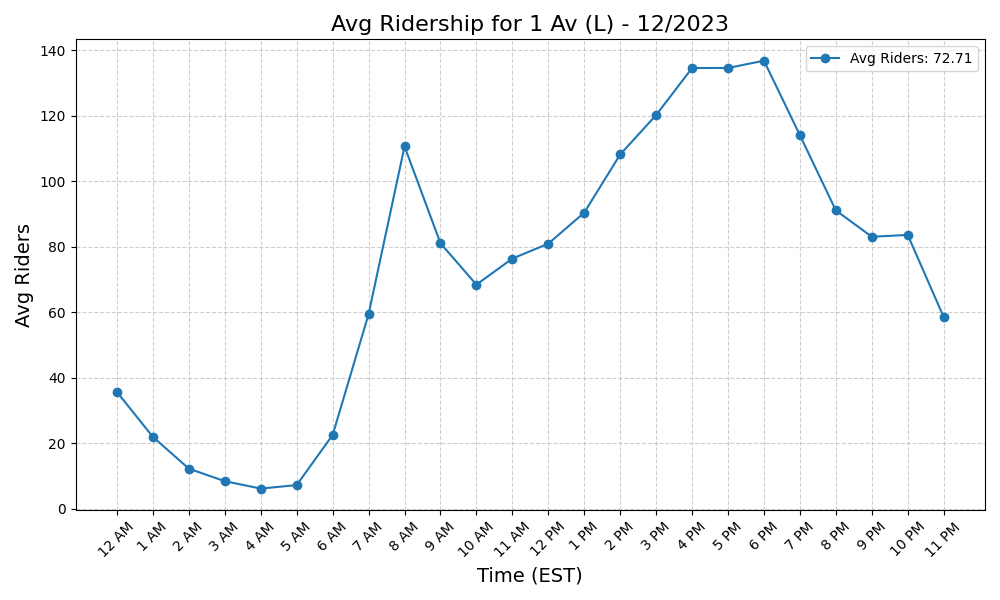 Avg Ridership for 1 Av (L) - 12/2023
Avg Riders: 72.71
140
120
100
80
60
40
20
0
Avg Riders
12 AM
1 AM
2 AM
3 AM
4 AM
5 AM
6 AM
7 AM
8 AM
9 AM
10 AM
11 AM
12 PM
1 PM
2 PM
3 PM
4 PM
5 PM
6 PM
7 PM
8 PM
9 PM
10 PM
11 PM
Time (EST)